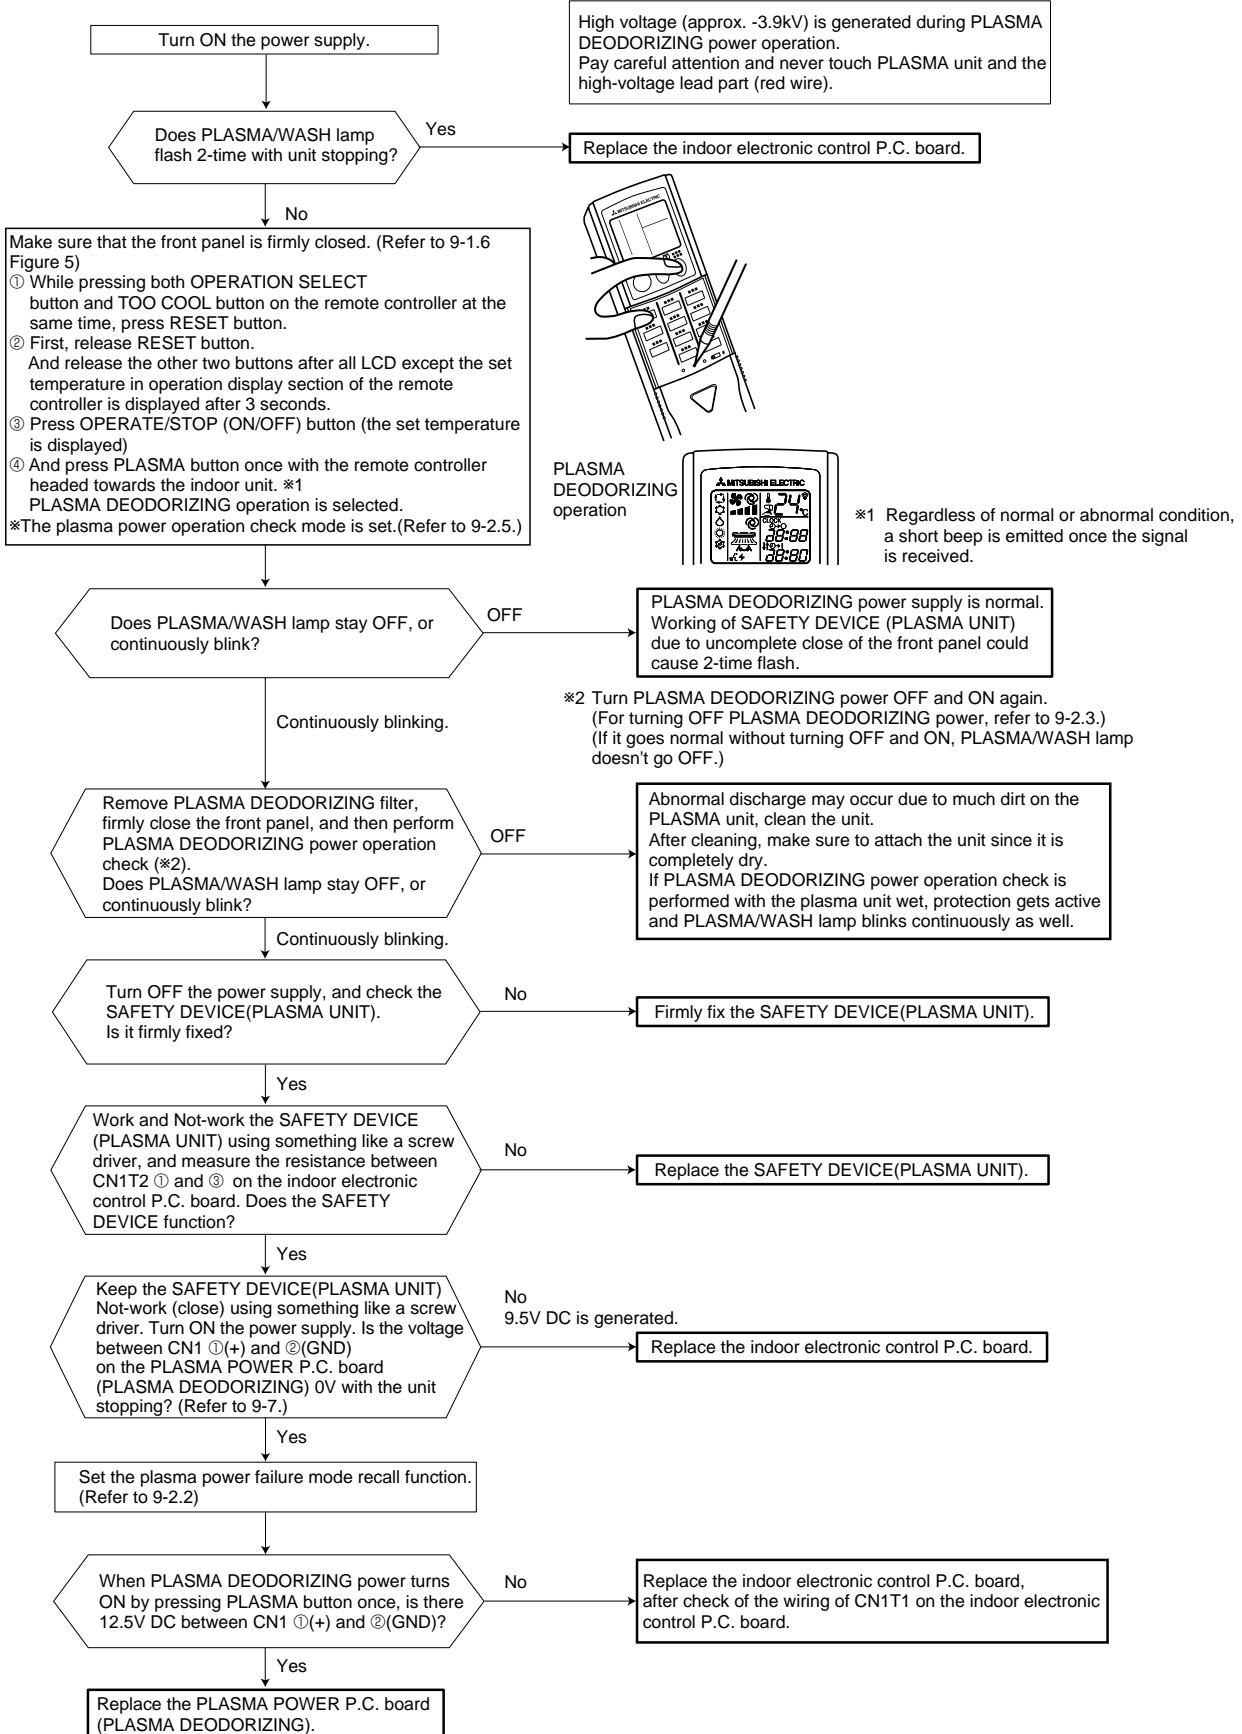 High voltage (approx. -3.9kV) is generated during PLASMA
DEODORIZING power operation.
Pay careful attention and never touch PLASMA unit and the
high-voltage lead part (red wire).
Turn ON the power supply.
Does PLASMA/WASH lamp
flash 2-time with unit stopping?
Yes
Replace the indoor electronic control P.C. board.
No
Make sure that the front panel is firmly closed. (Refer to 9-1.6
Figure 5)
① While pressing both OPERATION SELECT
button and TOO COOL button on the remote controller at the
same time, press RESET button.
② First, release RESET button.
And release the other two buttons after all LCD except the set
temperature in operation display section of the remote
controller is displayed after 3 seconds.
③ Press OPERATE/STOP (ON/OFF) button (the set temperature
is displayed)
④ And press PLASMA button once with the remote controller
headed towards the indoor unit. ※1
PLASMA DEODORIZING operation is selected.
※The plasma power operation check mode is set.(Refer to 9-2.5.)
MITSUBISHI ELECTRIC
PLASMA
DEODORIZING
operation
MITSUBISHI ELECTRIC
24°C
CLOCK
88:88
88:80
※1 Regardless of normal or abnormal condition,
a short beep is emitted once the signal
is received.
Does PLASMA/WASH lamp stay OFF, or
continuously blink?
OFF
PLASMA DEODORIZING power supply is normal.
Working of SAFETY DEVICE (PLASMA UNIT)
due to uncomplete close of the front panel could
cause 2-time flash.
Continuously blinking.
※2 Turn PLASMA DEODORIZING power OFF and ON again.
(For turning OFF PLASMA DEODORIZING power, refer to 9-2.3.)
(If it goes normal without turning OFF and ON, PLASMA/WASH lamp
doesn't go OFF.)
Remove PLASMA DEODORIZING filter,
firmly close the front panel, and then perform
PLASMA DEODORIZING power operation
check (※2).
Does PLASMA/WASH lamp stay OFF, or
continuously blink?
OFF
Abnormal discharge may occur due to much dirt on the
PLASMA unit, clean the unit.
After cleaning, make sure to attach the unit since it is
completely dry.
If PLASMA DEODORIZING power operation check is
performed with the plasma unit wet, protection gets active
and PLASMA/WASH lamp blinks continuously as well.
Continuously blinking.
Turn OFF the power supply, and check the
SAFETY DEVICE(PLASMA UNIT).
Is it firmly fixed?
No
Firmly fix the SAFETY DEVICE(PLASMA UNIT).
Yes
Work and Not-work the SAFETY DEVICE
(PLASMA UNIT) using something like a screw
driver, and measure the resistance between
CN1T2 ① and ③ on the indoor electronic
control P.C. board. Does the SAFETY
DEVICE function?
No
Replace the SAFETY DEVICE(PLASMA UNIT).
Yes
Keep the SAFETY DEVICE(PLASMA UNIT)
Not-work (close) using something like a screw
driver. Turn ON the power supply. Is the voltage
between CN1 ①(+) and ②(GND)
on the PLASMA POWER P.C. board
(PLASMA DEODORIZING) 0V with the unit
stopping? (Refer to 9-7.)
No
9.5V DC is generated.
Replace the indoor electronic control P.C. board.
Yes
Set the plasma power failure mode recall function.
(Refer to 9-2.2)
When PLASMA DEODORIZING power turns
ON by pressing PLASMA button once, is there
12.5V DC between CN1 ①(+) and ②(GND)?
No
Replace the indoor electronic control P.C. board,
after check of the wiring of CN1T1 on the indoor electronic
control P.C. board.
Yes
Replace the PLASMA POWER P.C. board
(PLASMA DEODORIZING).